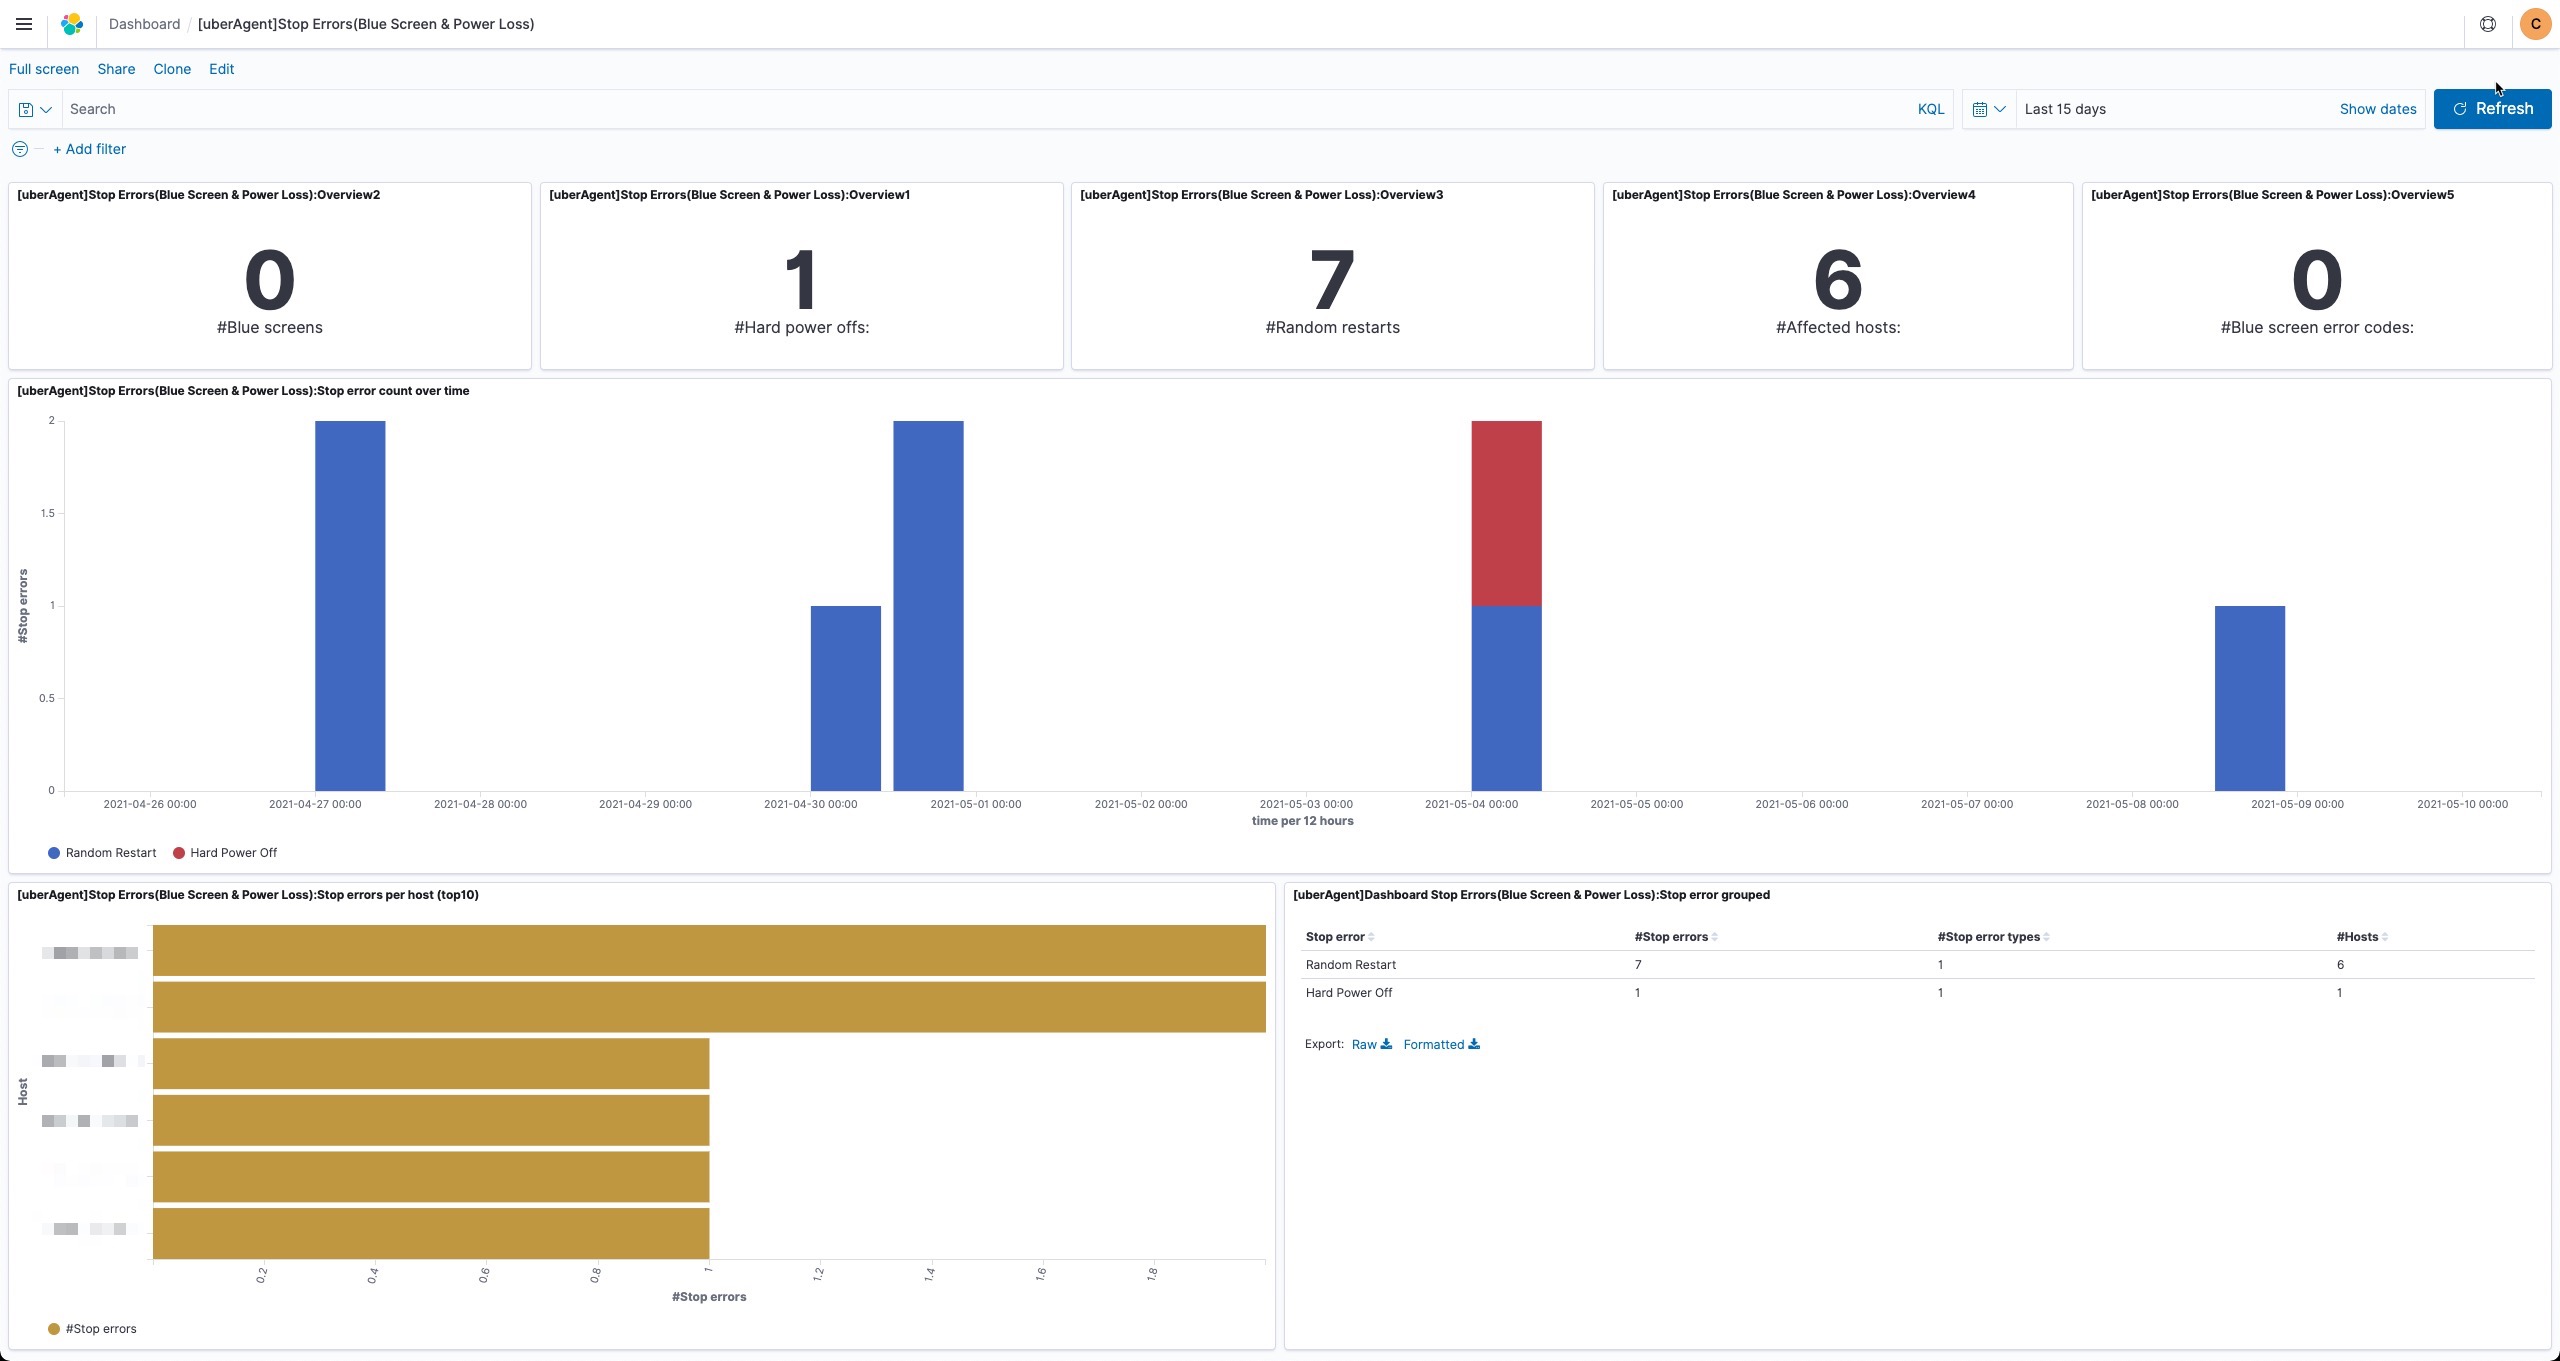 Dashboard / [uberAgent]Stop Errors(Blue Screen & Power Loss)
C
Full screen Share Clone Edit
Search KQL Last 15 days Show dates Refresh
+ Add filter
[uberAgent]Stop Errors(Blue Screen & Power Loss):Overview2
0
#Blue screens
[uberAgent]Stop Errors(Blue Screen & Power Loss):Overview1
1
#Hard power offs:
[uberAgent]Stop Errors(Blue Screen & Power Loss):Overview3
7
#Random restarts
[uberAgent]Stop Errors(Blue Screen & Power Loss):Overview4
6
#Affected hosts:
[uberAgent]Stop Errors(Blue Screen & Power Loss):Overview5
0
#Blue screen error codes:
[uberAgent]Stop Errors(Blue Screen & Power Loss):Stop error count over time
#Stop errors
2
1.5
1
0.5
0
2021-04-26 00:00 2021-04-27 00:00 2021-04-28 00:00 2021-04-29 00:00 2021-04-30 00:00 2021-05-01 00:00 2021-05-02 00:00 2021-05-03 00:00 2021-05-04 00:00 2021-05-05 00:00 2021-05-06 00:00 2021-05-07 00:00 2021-05-08 00:00 2021-05-09 00:00 2021-05-10 00:00
time per 12 hours
Random Restart Hard Power Off
[uberAgent]Stop Errors(Blue Screen & Power Loss):Stop errors per host (top10)
Host
0.2 0.4 0.6 0.8 1 1.2 1.4 1.6 1.8
#Stop errors
#Stop errors
[uberAgent]Dashboard Stop Errors(Blue Screen & Power Loss):Stop error grouped
Stop error #Stop errors #Stop error types #Hosts
Random Restart 7 1 6
Hard Power Off 1 1 1
Export: Raw Formatted